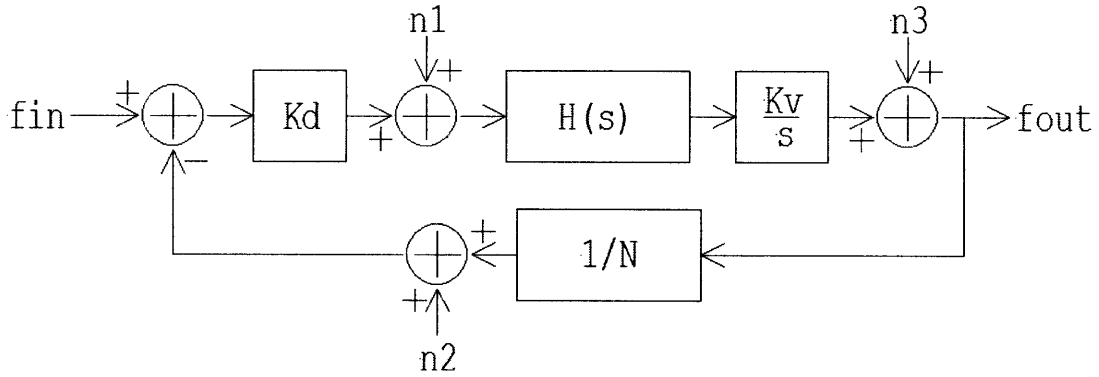 n1
n3
+
+
+
fin
Kd
H(s)
Kv
s
fout
+
+
−
+
1/N
+
n2